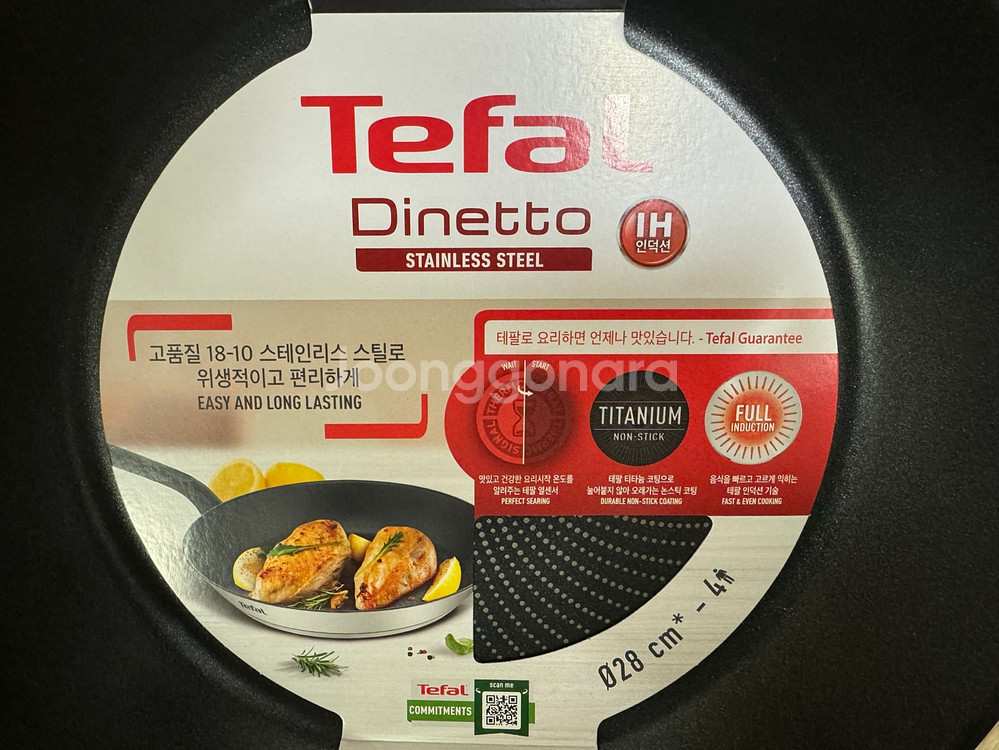 Tefal
Dinetto
STAINLESS STEEL
IH
인덕션
고품질 18-10 스테인리스 스틸로
위생적이고 편리하게
EASY AND LONG LASTING
테팔로 요리하면 언제나 맛있습니다. - Tefal Guarantee
joonggonara
WAIT
START
THERMO
SIGNAL
TITANIUM
NON-STICK
FULL
INDUCTION
맛있고 건강한 요리시작 온도를
알려주는 테팔 열센서
PERFECT SEARING
테팔 티타늄 코팅으로
눌어붙지 않아 오래가는 논스틱 코팅
DURABLE NON-STICK COATING
음식을 빠르고 고르게 익히는
테팔 인덕션 기술
FAST & EVEN COOKING
Tefal
Ø28 cm* - 4
Tefal
COMMITMENTS
scan me